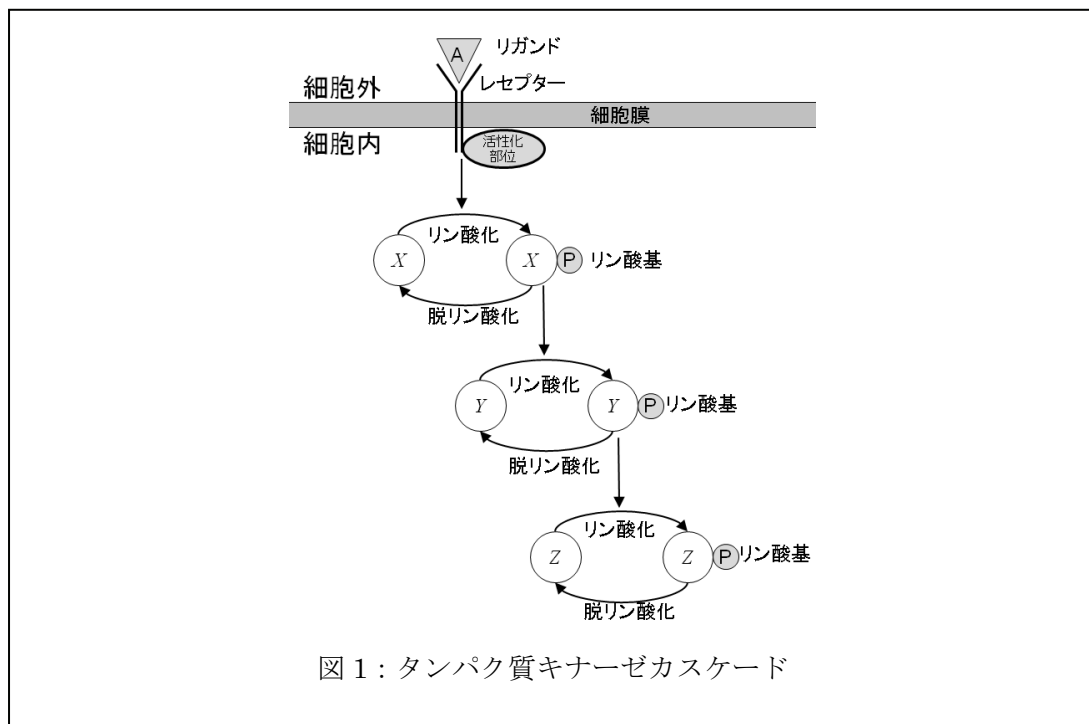 A リガンド
レセプター
細胞外
細胞膜
細胞内
活性化
部位
リン酸化
X X P リン酸基
脱リン酸化
リン酸化
Y Y P リン酸基
脱リン酸化
リン酸化
Z Z P リン酸基
脱リン酸化
図1:タンパク質キナーゼカスケード